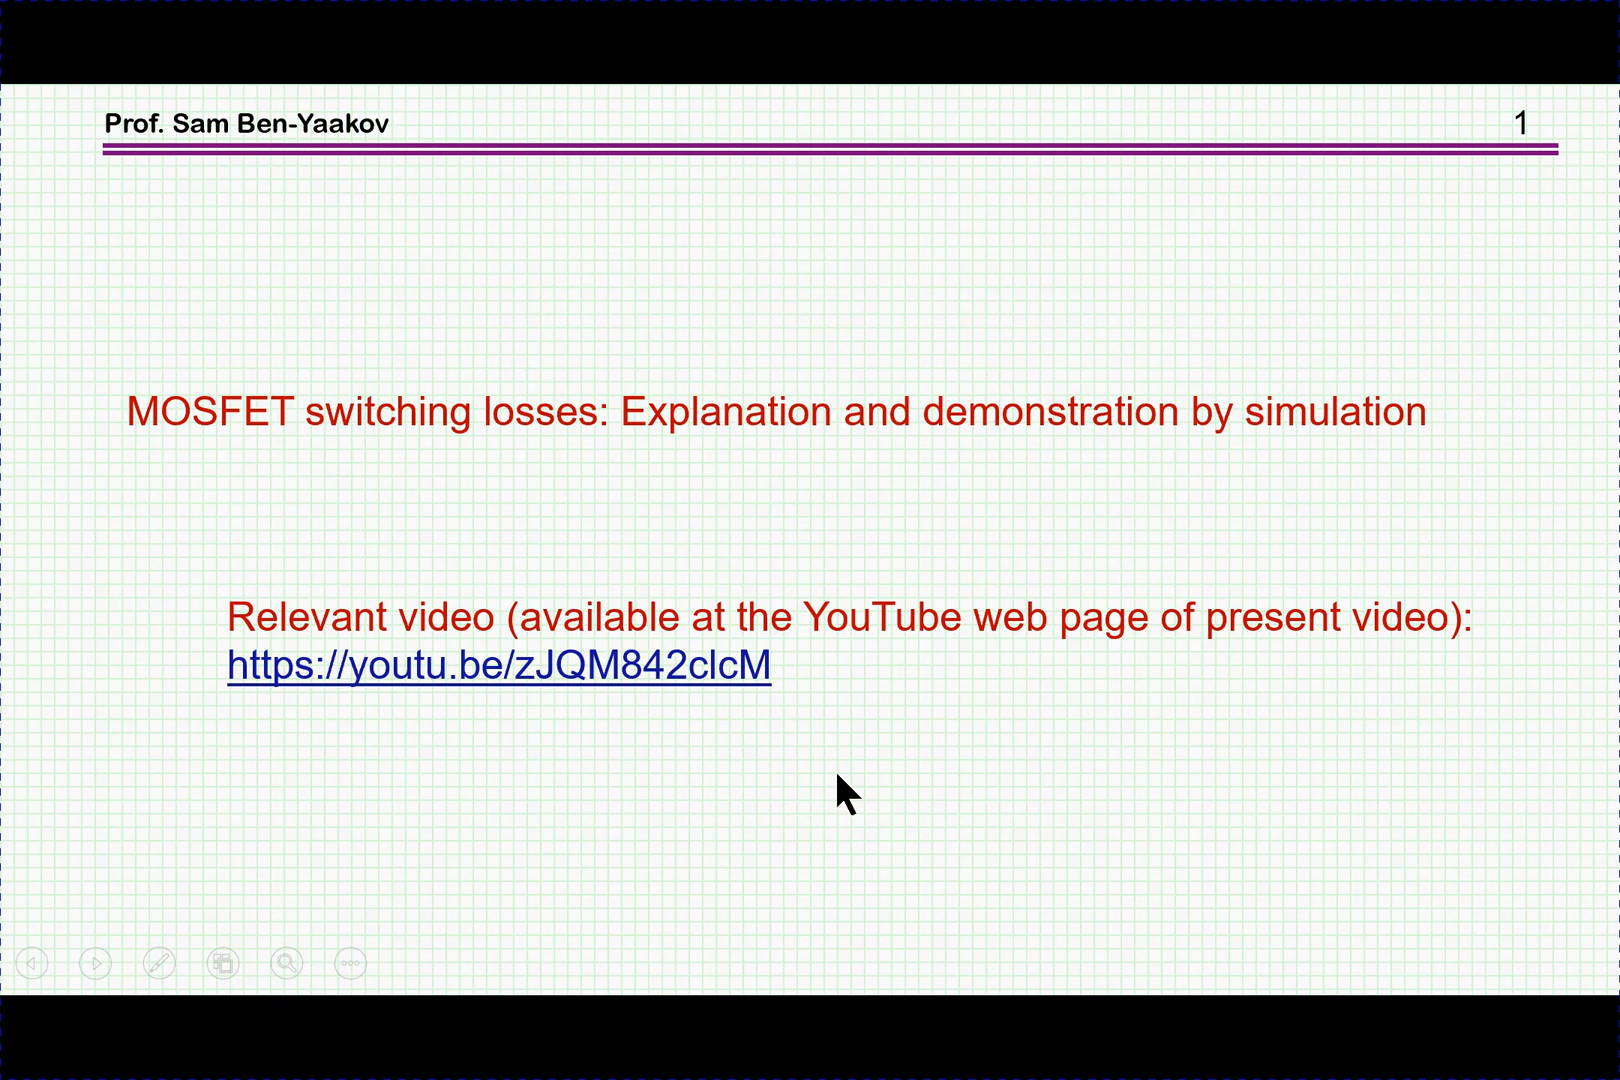 Prof. Sam Ben-Yaakov
1
MOSFET switching losses: Explanation and demonstration by simulation
Relevant video (available at the YouTube web page of present video):
https://youtu.be/zJQM842clcM